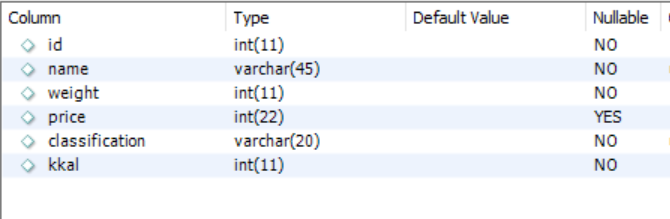 Column Type Default Value Nullable
id int(11) NO
name varchar(45) NO
weight int(11) NO
price int(22) YES
classification varchar(20) NO
kkal int(11) NO